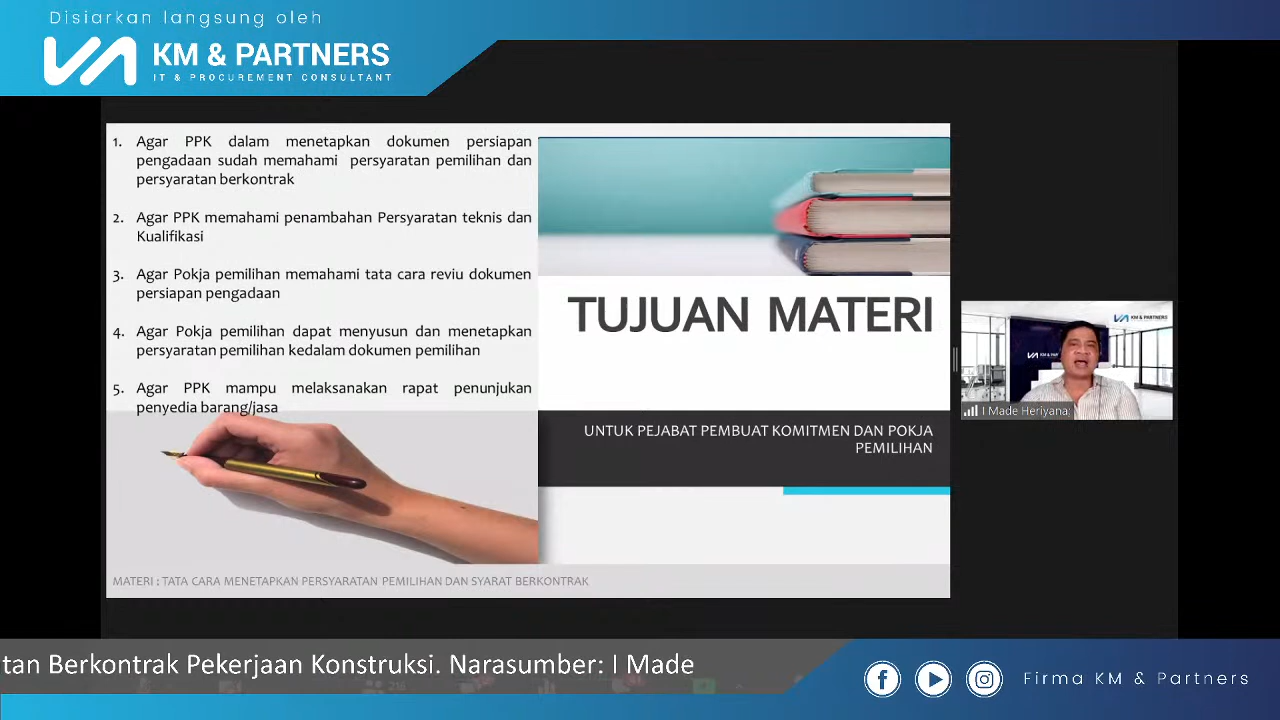 Disiarkan langsung oleh
KM & PARTNERS
IT & PROCUREMENT CONSULTANT
1. Agar PPK dalam menetapkan dokumen persiapan
pengadaan sudah memahami persyaratan pemilihan dan
persyaratan berkontrak
2. Agar PPK memahami penambahan Persyaratan teknis dan
Kualifikasi
3. Agar Pokja pemilihan memahami tata cara reviu dokumen
persiapan pengadaan
4. Agar Pokja pemilihan dapat menyusun dan menetapkan
persyaratan pemilihan kedalam dokumen pemilihan
5. Agar PPK mampu melaksanakan rapat penunjukan
penyedia barang/jasa
TUJUAN MATERI
UNTUK PEJABAT PEMBUAT KOMITMEN DAN POKJA
PEMILIHAN
MATERI : TATA CARA MENETAPKAN PERSYARATAN PEMILIHAN DAN SYARAT BERKONTRAK
KM & PARTNERS
KM & PAR
I Made Heriyana:
tan Berkontrak Pekerjaan Konstruksi. Narasumber: I Made
Firma KM & Partners